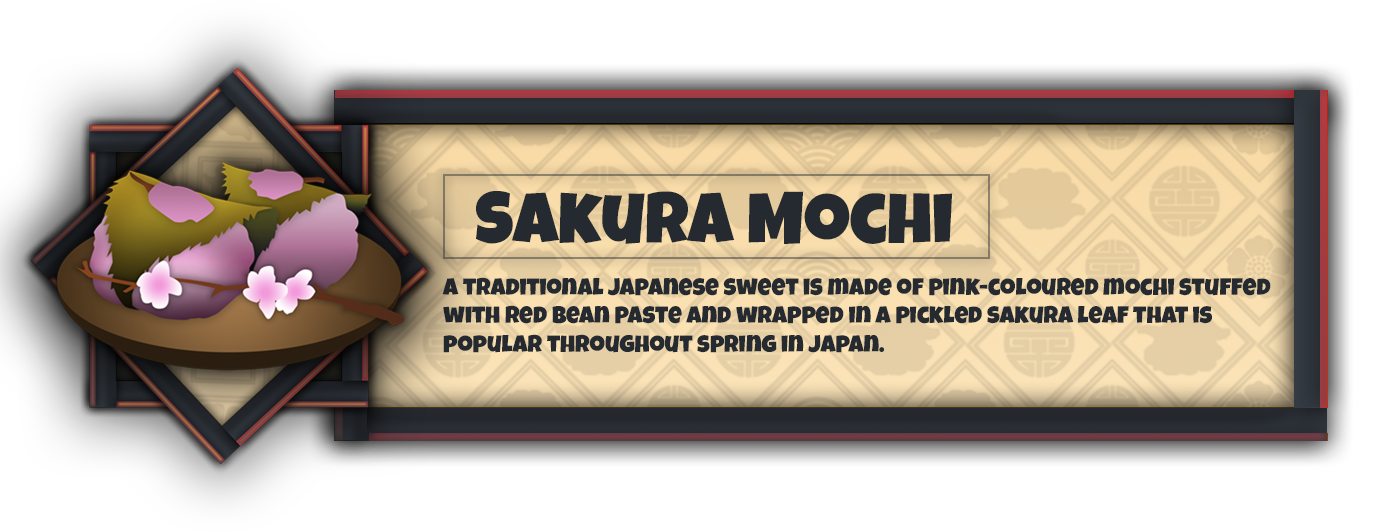 Sakura Mochi
A traditional Japanese sweet is made of pink-coloured mochi stuffed
with red bean paste and wrapped in a pickled sakura leaf that is
popular throughout spring in Japan.